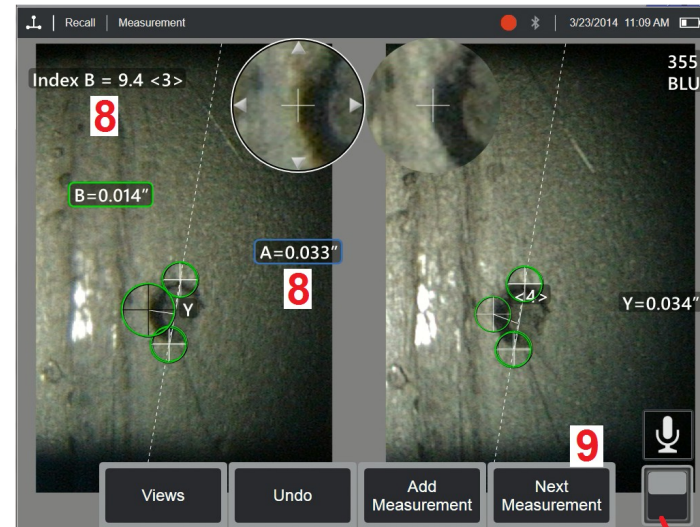 Recall Measurement 3/23/2014 11:09 AM
Index B = 9.4 <3>
355
BLU
8
B=0.014"
A=0.033"
8
Y
<4>
Y=0.034"
9
Views
Undo
Add
Measurement
Next
Measurement